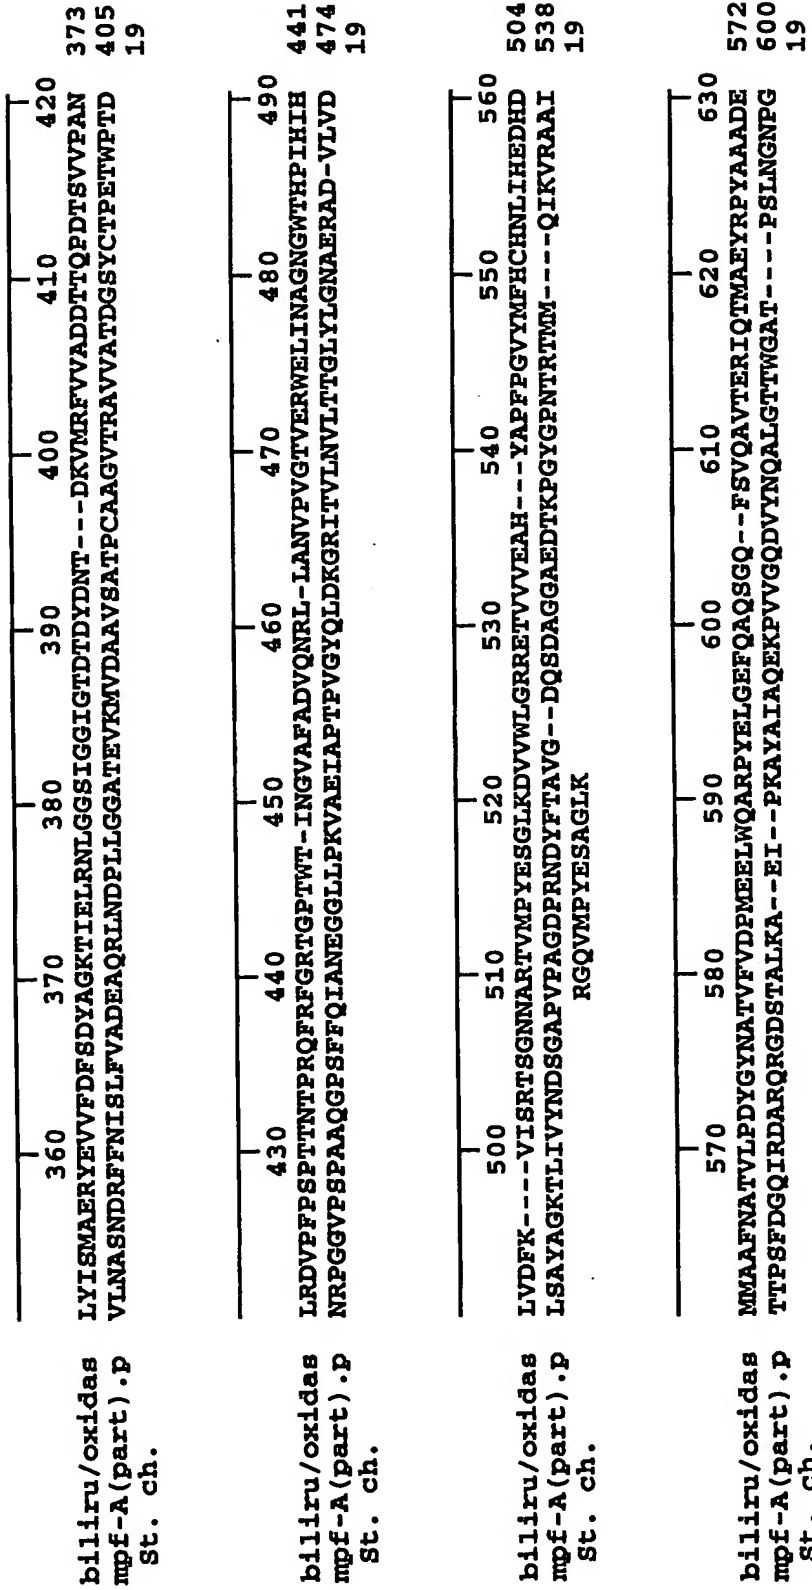 360 370 380 390 400 410 420
biliru/oxidas LYISMAERYEVVFDFSDYAGKTIELRNLGGSIGGIGTDTDYDNT---DKVMRFVVADDTTQPDTSVVPAN 373
mpf-A(part).p VLNASNDRFFNISLFVADEAQRLNDPLLGGATEVKMVDAAVSATPCAAGVTRAVVATDGSYCTPETWPTD 405
St. ch. 19
430 440 450 460 470 480 490
biliru/oxidas LRDVPFPSPTTNTPRQFRFGRTGPTWT-INGVAFADVQNRL-LANVPVGTVERWELINAGNGWTHPIHIH 441
mpf-A(part).p NRPGGVPSPAAQGPSFFQIANEGGLLPKVAEIAPTPVGYQLDKGRITVLNVLTTGLYLGNAERAD-VLVD 474
St. ch. 19
500 510 520 530 540 550 560
biliru/oxidas LVDFK----VISRTSGNNARTVMPYESGLKDVVWLGRRETVVVEAH---YAPFPGVYMFHCHNLIHEDHD 504
mpf-A(part).p LSAYAGKTLIVYNDSGAPVPAGDPRNDYFTAVG--DQSDAGGAEDTKPGYGPNTRTMM----QIKVRAAI 538
St. ch. RGQVMPYESAGLK 19
570 580 590 600 610 620 630
biliru/oxidas MMAAFNATVLPDYGYNATVFVDPMEELWQARPYELGEFQAQSGQ--FSVQAVTERIQTMAEYRPYAAADE 572
mpf-A(part).p TTPSFDGQIRDARQRGDSTALKA--EI--PKAYAIAQEKPVVGQDVYNQALGTTWGAT----PSLNGNPG 600
St. ch. 19